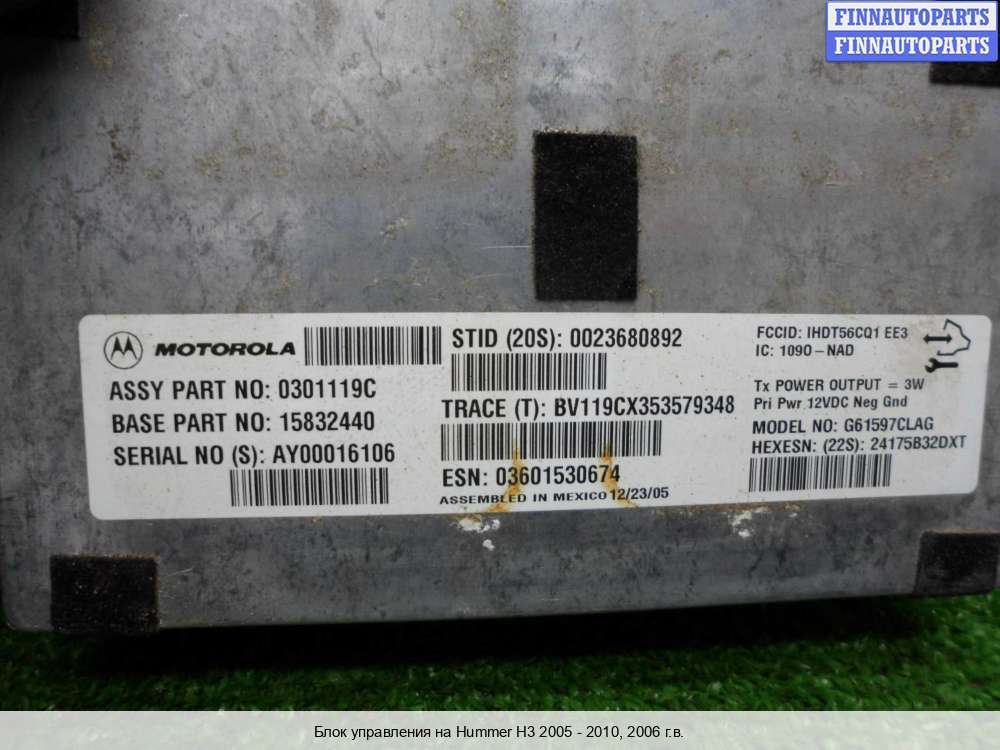 FINNAUTOPARTS
FINNAUTOPARTS
MOTOROLA
ASSY PART NO: 0301119C
BASE PART NO: 15832440
SERIAL NO (S): AY00016106
STID (20S): 0023680892
TRACE (T): BV119CX353579348
ESN: 03601530674
ASSEMBLED IN MEXICO 12/23/05
FCCID: IHDT56CQ1 EE3
IC: 109O-NAD
Tx POWER OUTPUT = 3W
Pri Pwr 12VDC Neg Gnd
MODEL NO: G61597CLAG
HEXESN: (22S): 24175B32DXT
Блок управления на Hummer H3 2005 - 2010, 2006 г.в.